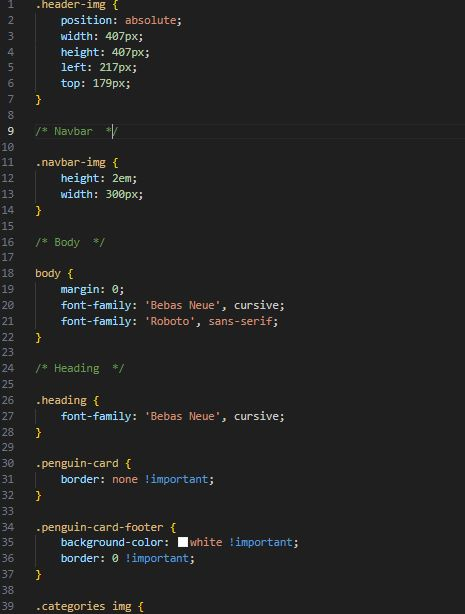 1 .header-img {
2     position: absolute;
3     width: 407px;
4     height: 407px;
5     left: 217px;
6     top: 179px;
7 }
8
9 /* Navbar  */
10
11 .navbar-img {
12     height: 2em;
13     width: 300px;
14 }
15
16 /* Body  */
17
18 body {
19     margin: 0;
20     font-family: 'Bebas Neue', cursive;
21     font-family: 'Roboto', sans-serif;
22 }
23
24 /* Heading  */
25
26 .heading {
27     font-family: 'Bebas Neue', cursive;
28 }
29
30 .penguin-card {
31     border: none !important;
32 }
33
34 .penguin-card-footer {
35     background-color: white !important;
36     border: 0 !important;
37 }
38
39 .categories img {